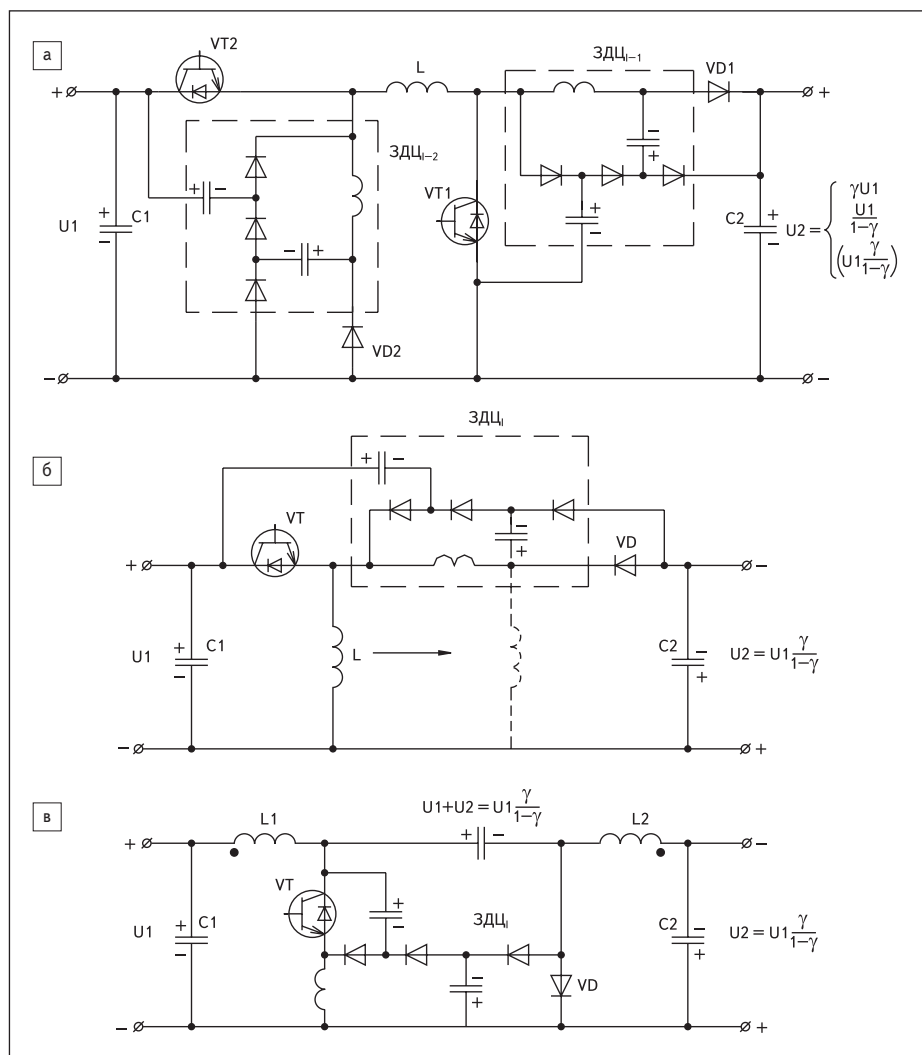 а
VT2
L
ЗДЦI–1
VD1
+
+
ЗДЦI–2
+
–
–
+
U1
+
–
C1
VT1
+
–
C2
+
–
U2 = γU1
U1
1–γ
(U1 γ
1–γ)
–
+
VD2
–
–
ЗДЦI
б
+
–
VT
–
+
VD
+
–
U1
+
–
C1
L
C2
–
+
U2 = U1 γ
1–γ
–
+
в
L1
U1+U2 = U1 γ
1–γ
L2
+
+
–
–
VT
+
–
ЗДЦI
U1
+
–
C1
–
+
VD
C2
–
+
U2 = U1 γ
1–γ
–
+